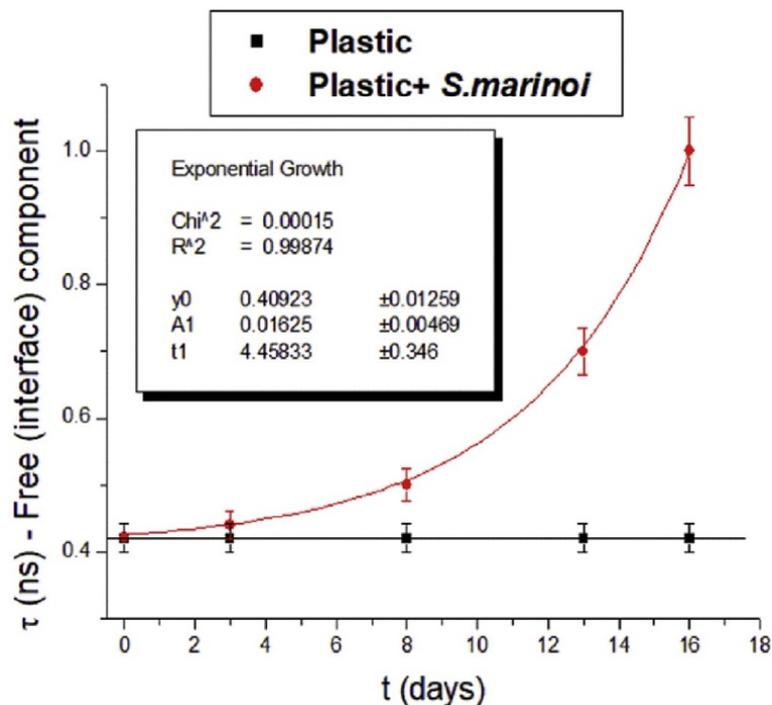 Plastic
Plastic+ S.marinoi
Exponential Growth
Chi^2 = 0.00015
R^2 = 0.99874
y0 0.40923 ±0.01259
A1 0.01625 ±0.00469
t1 4.45833 ±0.346
τ (ns) - Free (interface) component
1.0
0.8
0.6
0.4
0 2 4 6 8 10 12 14 16 18
t (days)